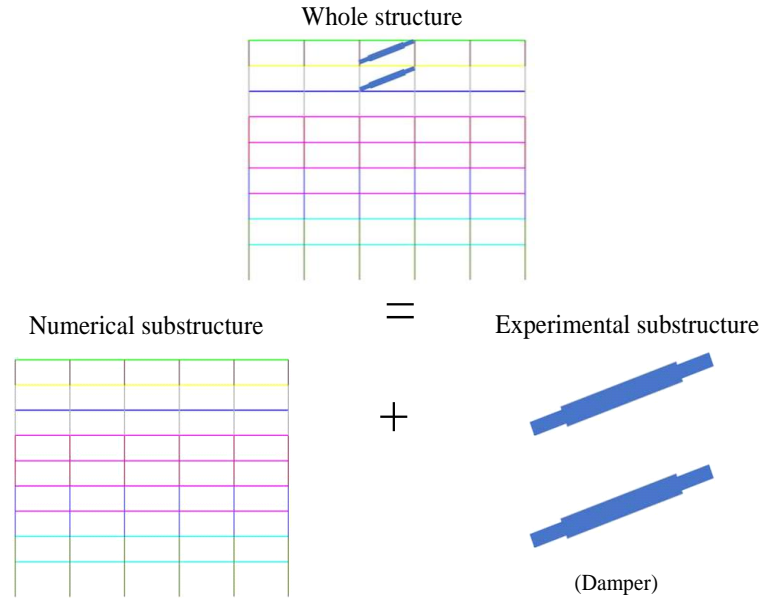 Whole structure
=
Numerical substructure
Experimental substructure
+
(Damper)